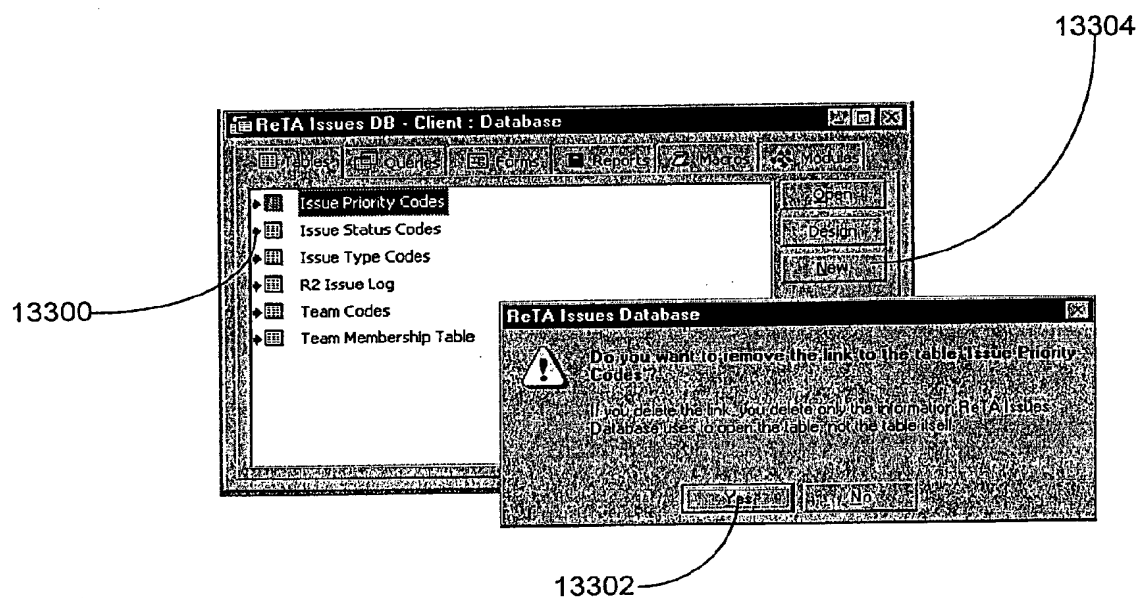 13304
ReTA Issues DB - Client : Database
Tables Queries Forms Reports Macros Modules
Issue Priority Codes
Open
Issue Status Codes
Design
Issue Type Codes
New
R2 Issue Log
13300
Team Codes
Team Membership Table
ReTA Issues Database
Do you want to remove the link to the table 'Issue Priority
Codes'?
If you delete the link, you delete only the information ReTA Issues
Database uses to open the table, not the table itself.
Yes No
13302